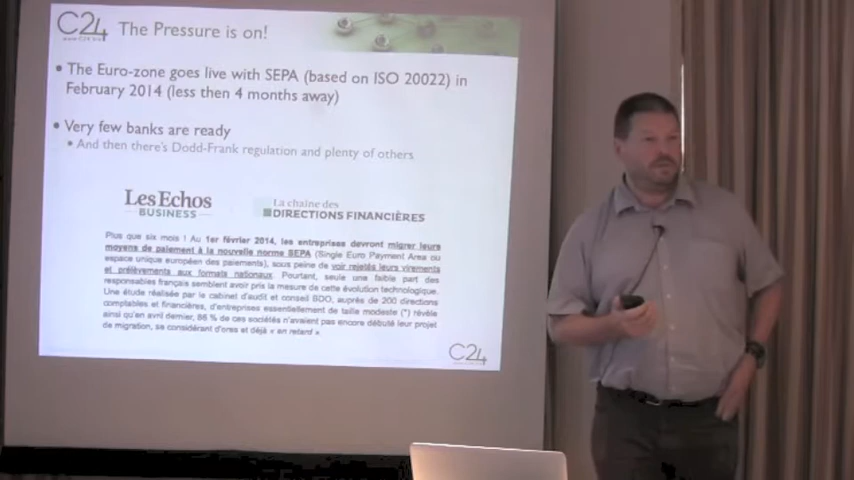 C24
The Pressure is on!
www.C24.biz
• The Euro-zone goes live with SEPA (based on ISO 20022) in
February 2014 (less then 4 months away)
• Very few banks are ready
• And then there's Dodd-Frank regulation and plenty of others
Les Echos
BUSINESS
La chaine des
DIRECTIONS FINANCIÈRES
Plus que six mois ! Au 1er février 2014, les entreprises devront migrer leurs
moyens de paiement à la nouvelle norme SEPA (Single Euro Payment Area ou
espace unique européen des paiements), sous peine de voir rejetés leurs virements
et prélèvements aux formats nationaux. Pourtant, seule une faible part des
responsables français semblent avoir pris la mesure de cette évolution technologique.
Une étude réalisée par le cabinet d'audit et conseil BDO, auprès de 200 directions
comptables et financières, d'entreprises essentiellement de taille modeste (*) révèle
ainsi qu'en avril dernier, 86 % de ces sociétés n'avaient pas encore débuté leur projet
de migration, se considérant d'ores et déjà « en retard ».
C24